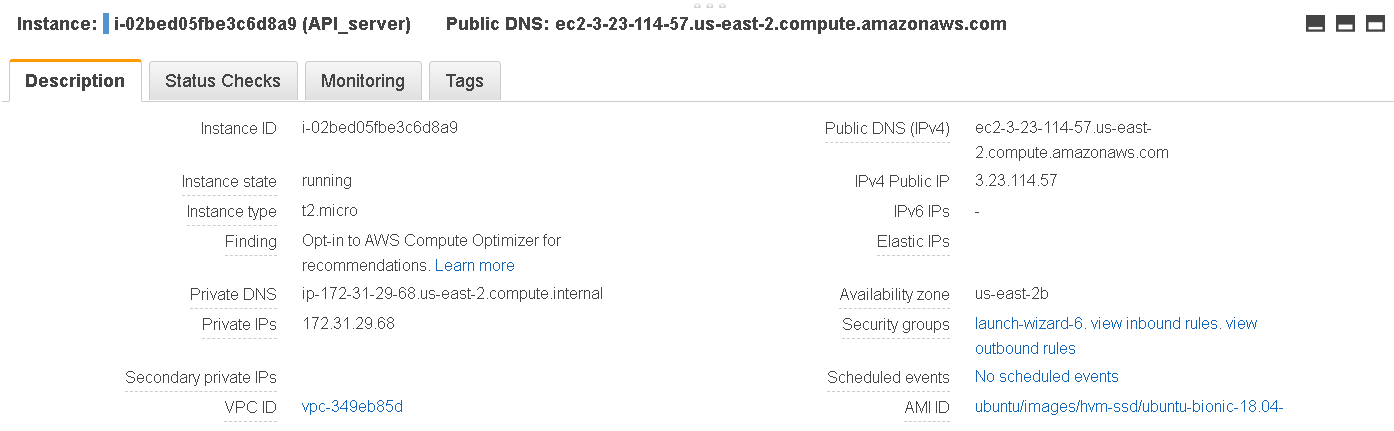 Instance: i-02bed05fbe3c6d8a9 (API_server) Public DNS: ec2-3-23-114-57.us-east-2.compute.amazonaws.com
Description Status Checks Monitoring Tags
Instance ID i-02bed05fbe3c6d8a9 Public DNS (IPv4) ec2-3-23-114-57.us-east-
2.compute.amazonaws.com
Instance state running IPv4 Public IP 3.23.114.57
Instance type t2.micro IPv6 IPs -
Finding Opt-in to AWS Compute Optimizer for Elastic IPs
recommendations. Learn more
Private DNS ip-172-31-29-68.us-east-2.compute.internal Availability zone us-east-2b
Private IPs 172.31.29.68 Security groups launch-wizard-6. view inbound rules. view
outbound rules
Secondary private IPs Scheduled events No scheduled events
VPC ID vpc-349eb85d AMI ID ubuntu/images/hvm-ssd/ubuntu-bionic-18.04-